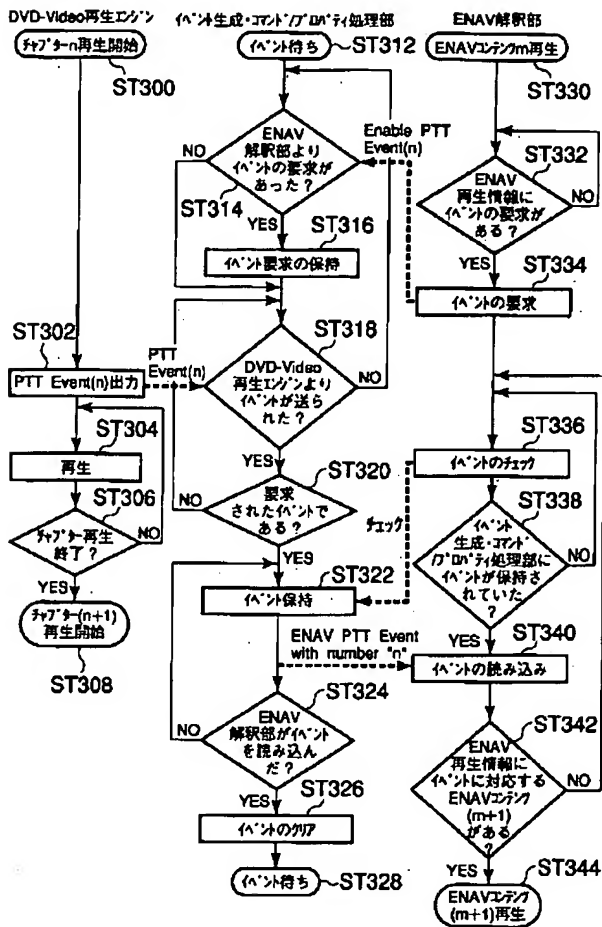 DVD-Video再生エンジン
チャプターn再生開始
ST300
ST302
PTT Event(n)出力
ST304
再生
ST306
チャプター再生
終了？
NO
YES
チャプター(n+1)
再生開始
ST308
イベント生成・コマンド/プロパティ処理部
イベント待ち
ST312
ENAV
解釈部より
イベントの要求が
あった？
NO
ST314
YES
ST316
イベント要求の保持
ST318
PTT
Event(n)
DVD-Video
再生エンジンより
イベントが送ら
れた？
NO
YES
ST320
要求
されたイベントで
ある？
NO
YES
ST322
イベント保持
ENAV PTT Event
with number "n"
ST324
ENAV
解釈部がイベント
を読み込ん
だ？
NO
YES
ST326
イベントのクリア
イベント待ち
ST328
ENAV解釈部
ENAVコンテンツm再生
ST330
Enable PTT
Event(n)
ST332
ENAV
再生情報に
イベントの要求が
ある？
NO
YES
ST334
イベントの要求
ST336
イベントのチェック
チェック
ST338
イベント
生成・コマンド
/プロパティ処理部に
イベントが保持さ
れていた
？
NO
YES
ST340
イベントの読み込み
ST342
ENAV
再生情報に
イベントに対応する
ENAVコンテンツ
(m+1)
がある
？
NO
YES
ST344
ENAVコンテンツ
(m+1)再生